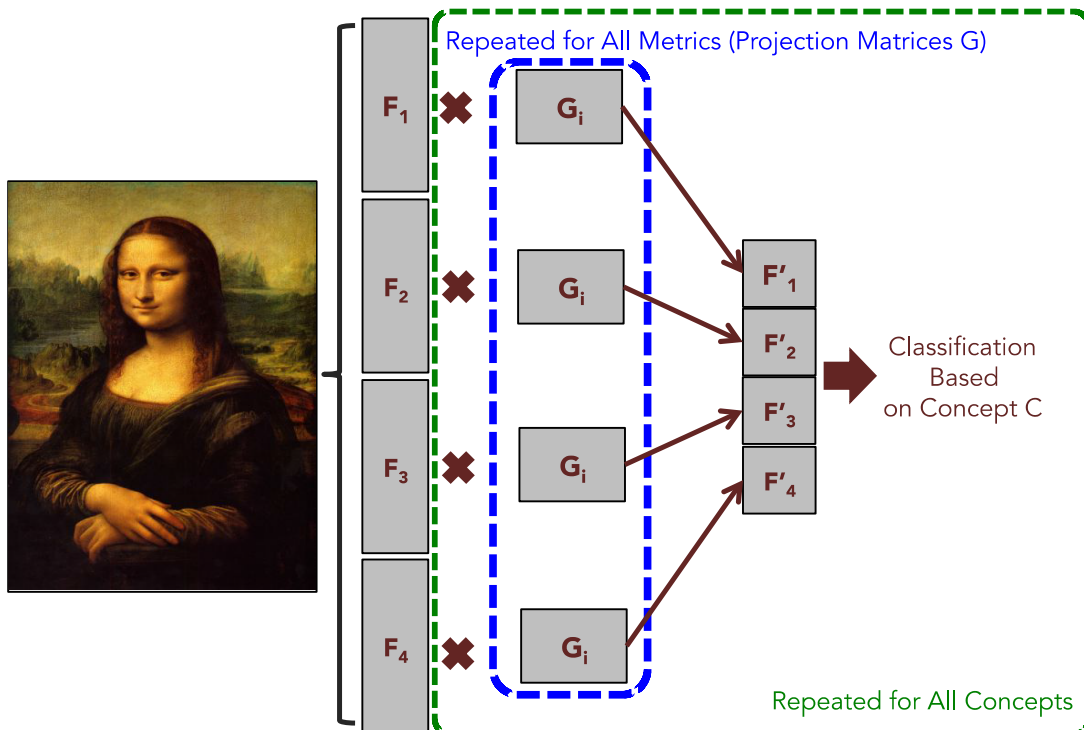 Repeated for All Metrics (Projection Matrices G)
F₁
Gᵢ
F₂
Gᵢ
F₃
Gᵢ
F₄
Gᵢ
F'₁
F'₂
F'₃
F'₄
Classification
Based
on Concept C
Repeated for All Concepts